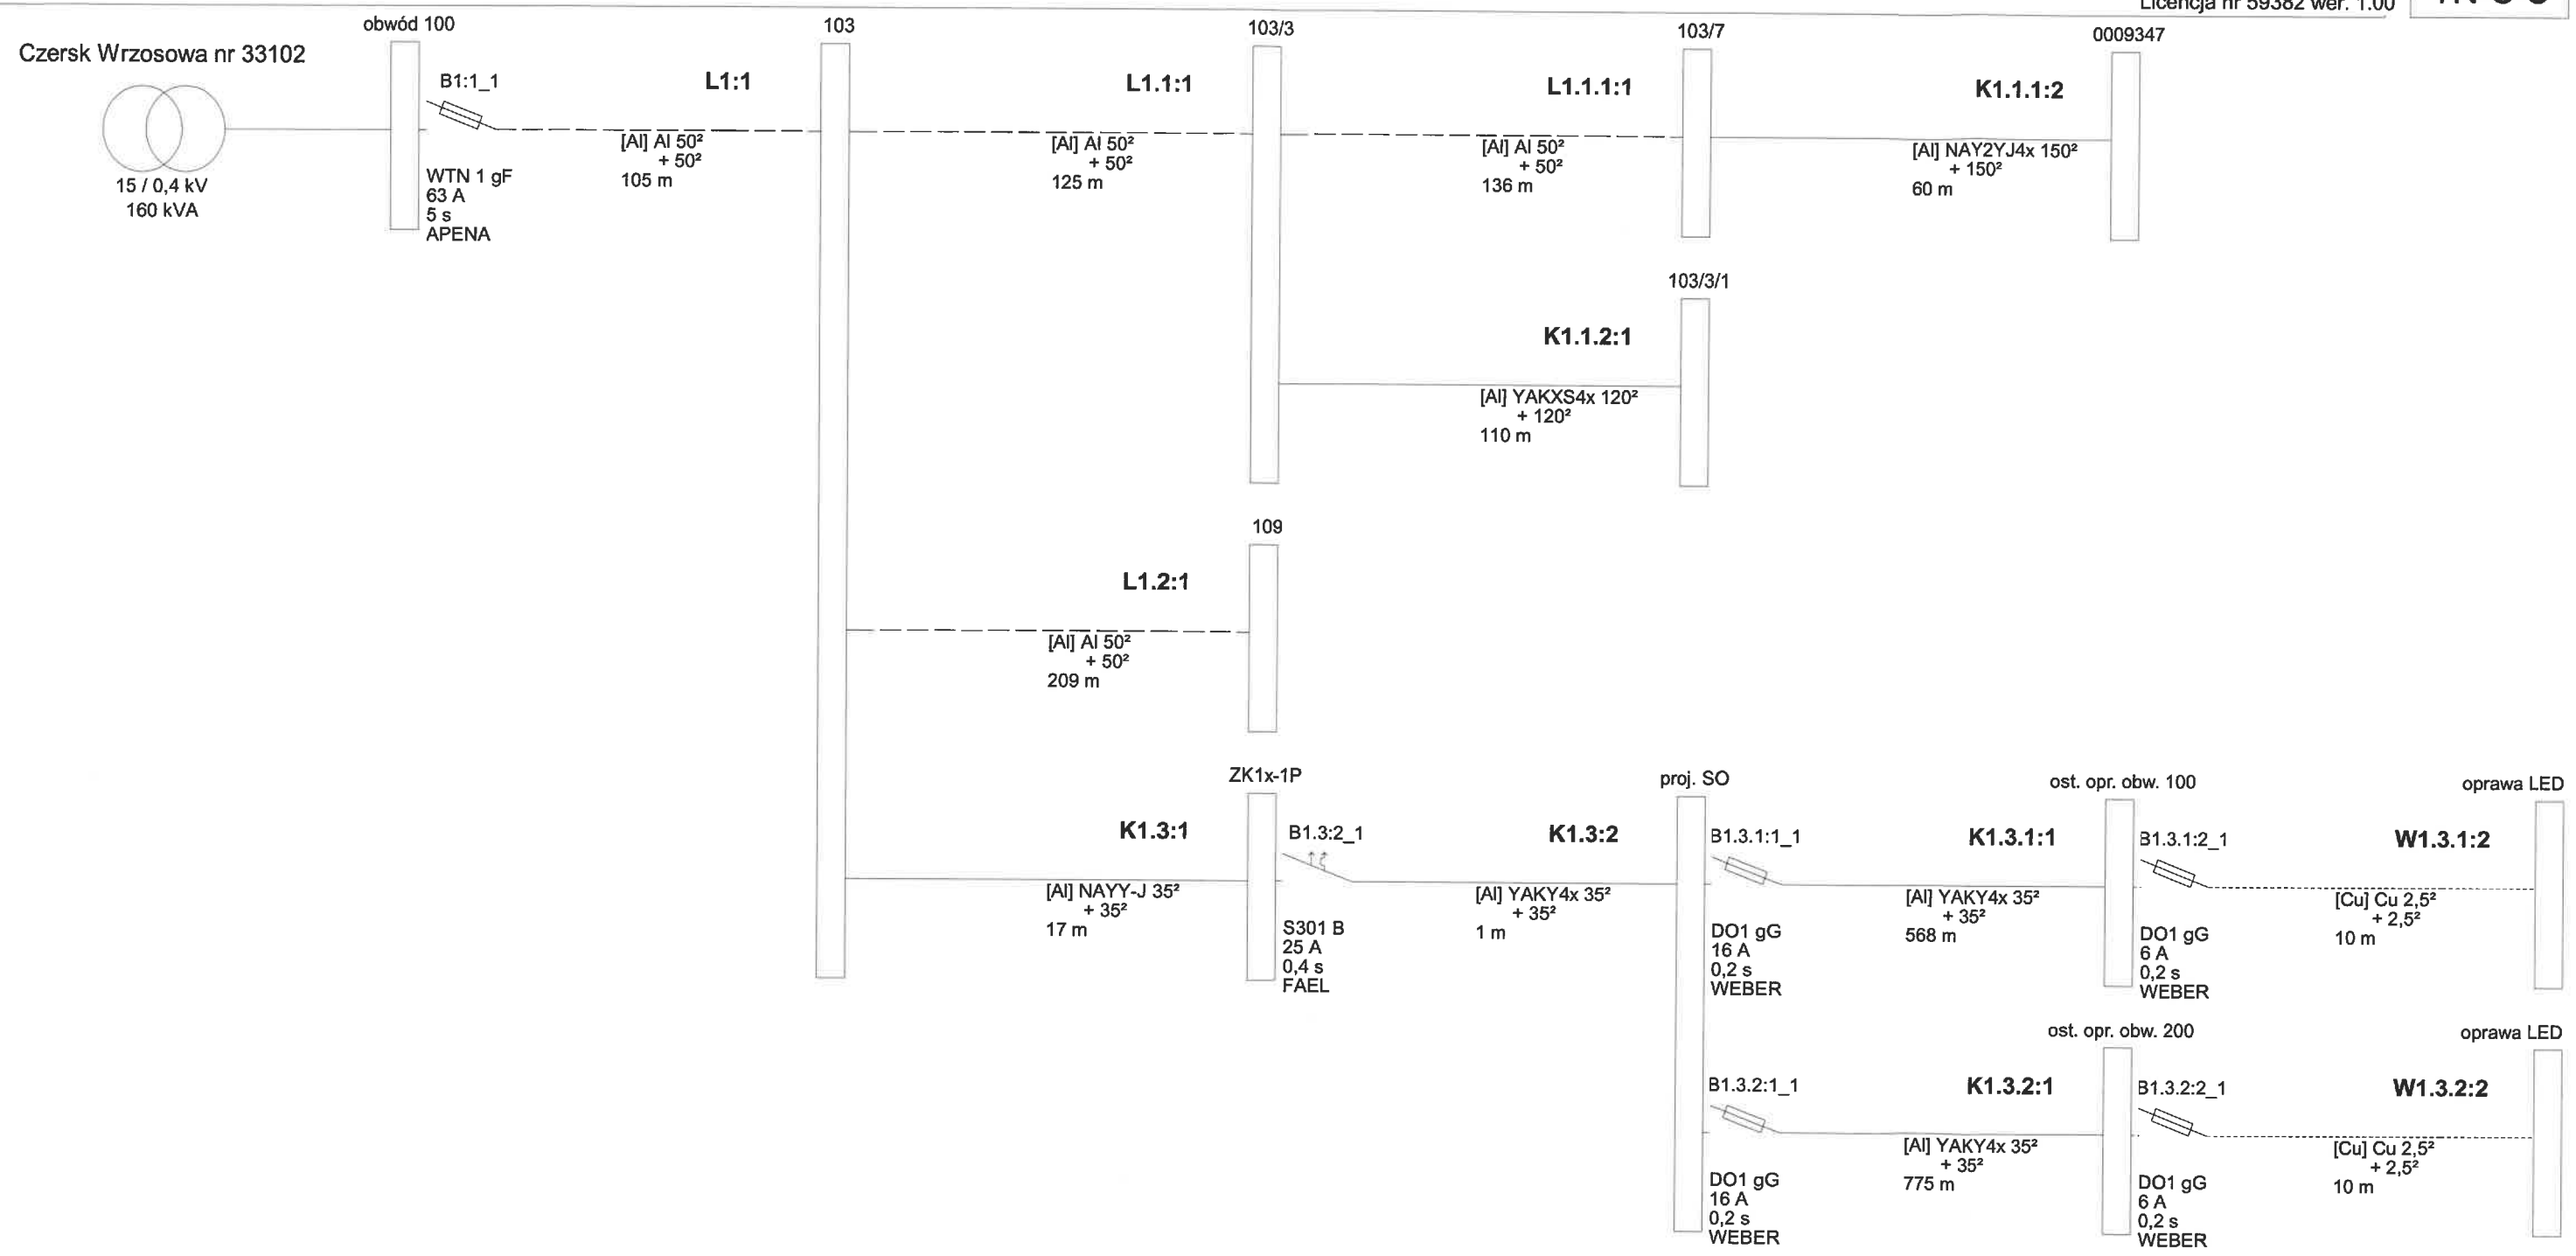 Licencja nr 59382 wer. 1.00
Czersk Wrzosowa nr 33102
15 / 0,4 kV
160 kVA
obwód 100
B1:1_1
WTN 1 gF
63 A
5 s
APENA
L1:1
[Al] Al 50²
+ 50²
105 m
103
L1.1:1
[Al] Al 50²
+ 50²
125 m
103/3
L1.1.1:1
[Al] Al 50²
+ 50²
136 m
103/7
K1.1.1:2
[Al] NAY2YJ4x 150²
+ 150²
60 m
0009347
103/3/1
K1.1.2:1
[Al] YAKXS4x 120²
+ 120²
110 m
109
L1.2:1
[Al] Al 50²
+ 50²
209 m
ZK1x-1P
K1.3:1
[Al] NAYY-J 35²
+ 35²
17 m
B1.3:2_1
S301 B
25 A
0,4 s
FAEL
K1.3:2
[Al] YAKY4x 35²
+ 35²
1 m
proj. SO
B1.3.1:1_1
DO1 gG
16 A
0,2 s
WEBER
K1.3.1:1
[Al] YAKY4x 35²
+ 35²
568 m
ost. opr. obw. 100
B1.3.1:2_1
DO1 gG
6 A
0,2 s
WEBER
W1.3.1:2
[Cu] Cu 2,5²
+ 2,5²
10 m
oprawa LED
B1.3.2:1_1
DO1 gG
16 A
0,2 s
WEBER
K1.3.2:1
[Al] YAKY4x 35²
+ 35²
775 m
ost. opr. obw. 200
B1.3.2:2_1
DO1 gG
6 A
0,2 s
WEBER
W1.3.2:2
[Cu] Cu 2,5²
+ 2,5²
10 m
oprawa LED